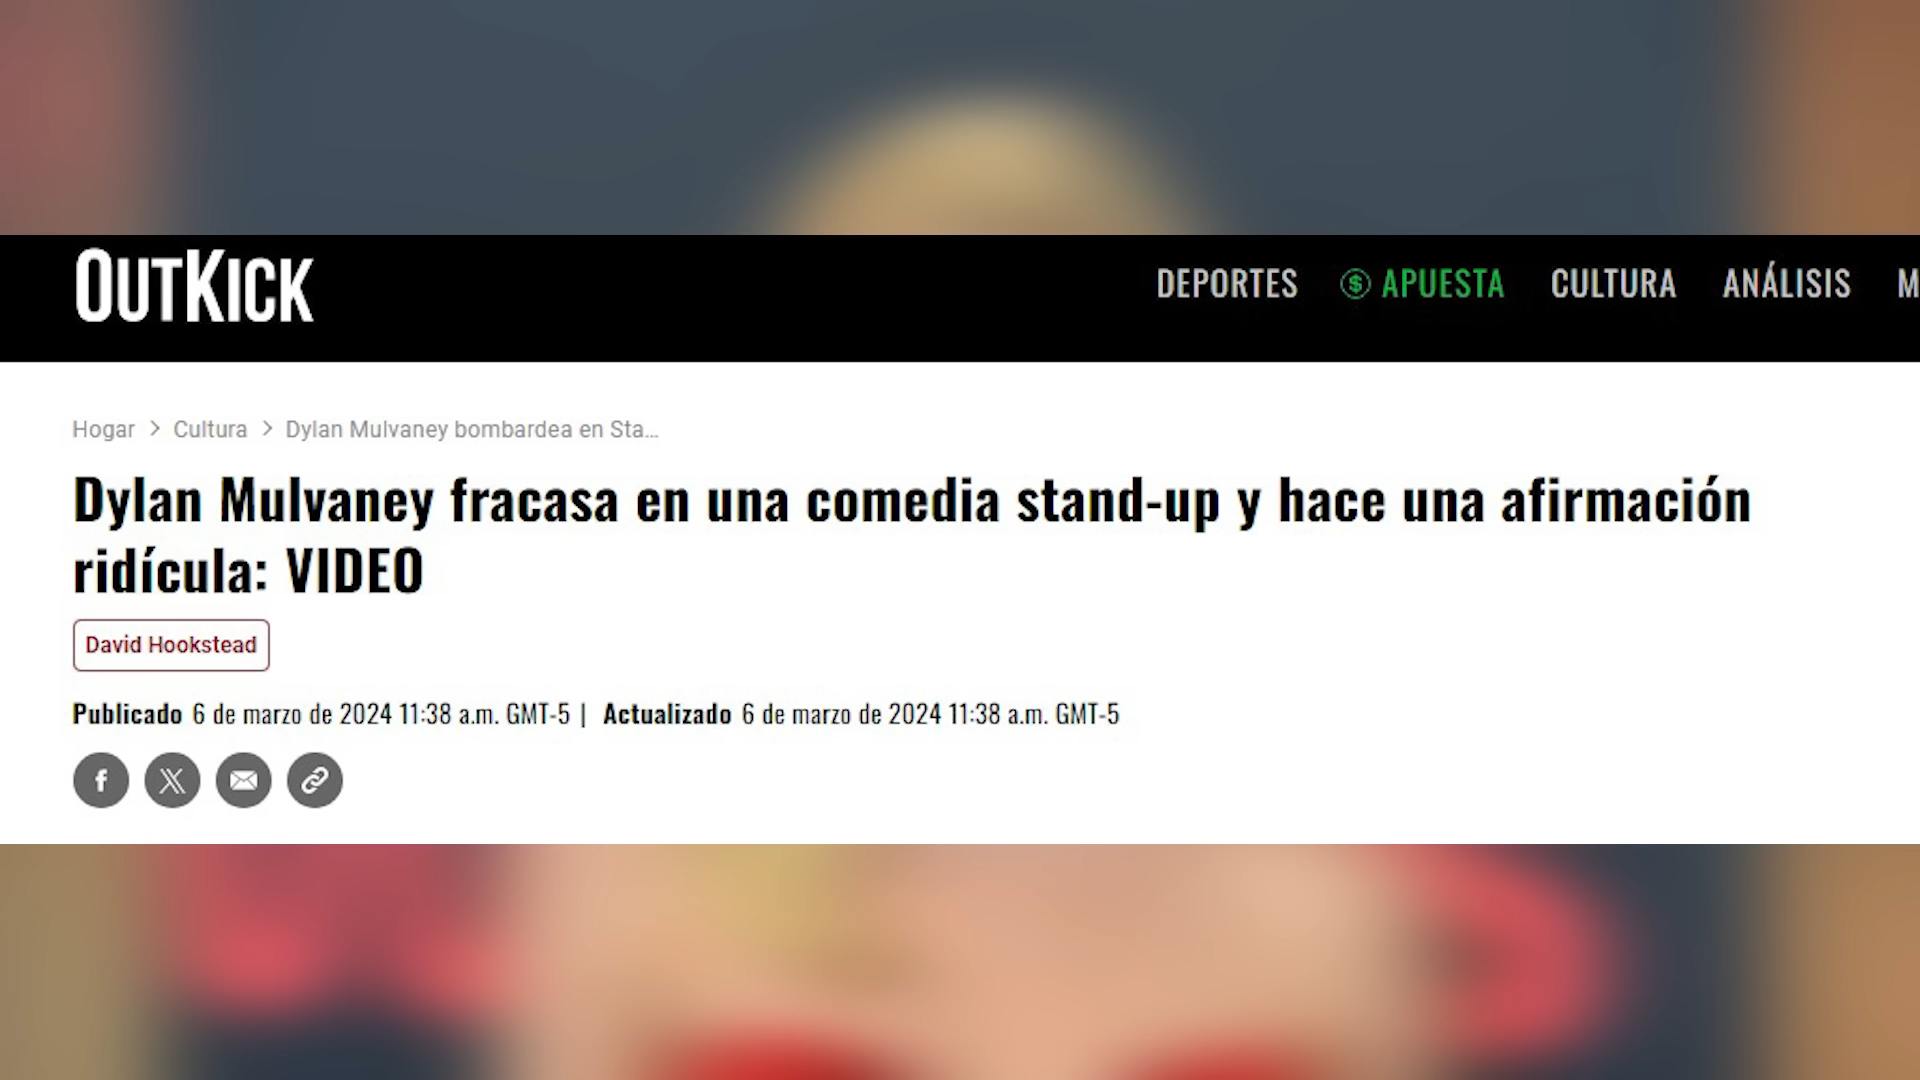 OUTKICK
DEPORTES $ APUESTA CULTURA ANÁLISIS M
Hogar > Cultura > Dylan Mulvaney bombardea en Sta...
Dylan Mulvaney fracasa en una comedia stand-up y hace una afirmación
ridícula: VIDEO
David Hookstead
Publicado 6 de marzo de 2024 11:38 a.m. GMT-5 | Actualizado 6 de marzo de 2024 11:38 a.m. GMT-5